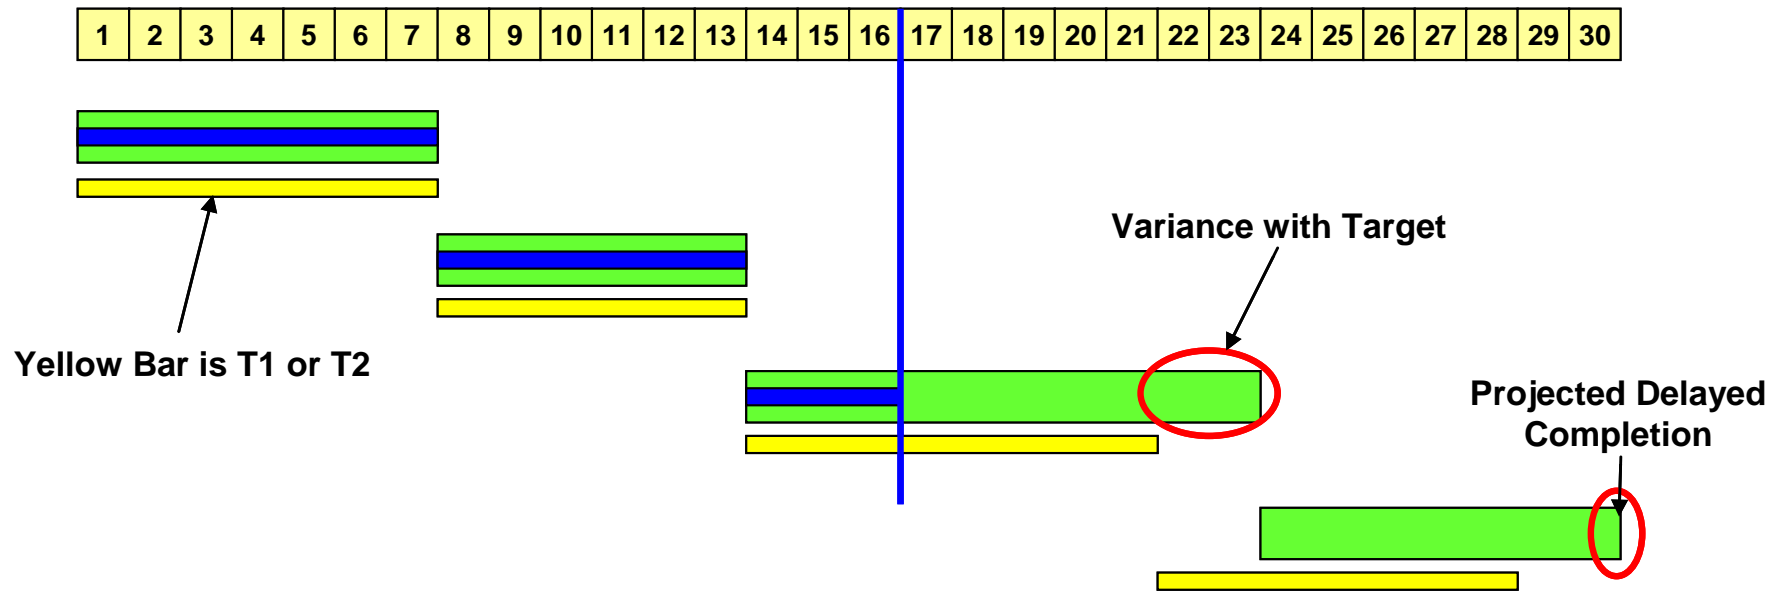 1 2 3 4 5 6 7 8 9 10 11 12 13 14 15 16 17 18 19 20 21 22 23 24 25 26 27 28 29 30
Variance with Target
Yellow Bar is T1 or T2
Projected Delayed
Completion